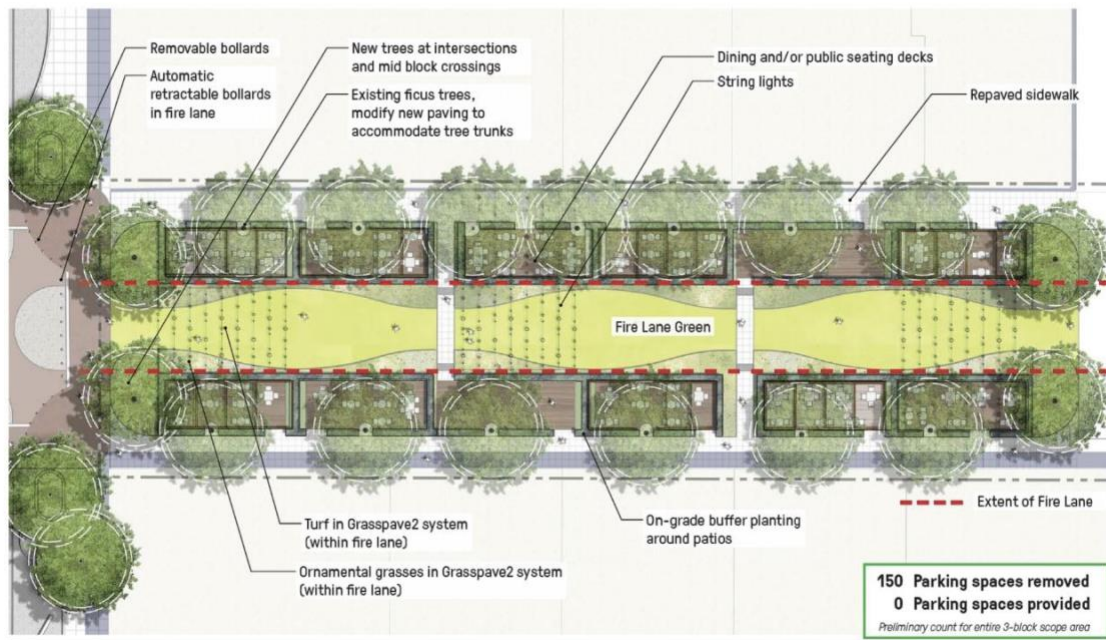 Removable bollards
Automatic
retractable bollards
in fire lane
New trees at intersections
and mid block crossings
Existing ficus trees,
modify new paving to
accommodate tree trunks
Dining and/or public seating decks
String lights
Repaved sidewalk
Fire Lane Green
Extent of Fire Lane
Turf in Grasspave2 system
(within fire lane)
Ornamental grasses in Grasspave2 system
(within fire lane)
On-grade buffer planting
around patios
150 Parking spaces removed
0 Parking spaces provided
Preliminary count for entire 3-block scope area